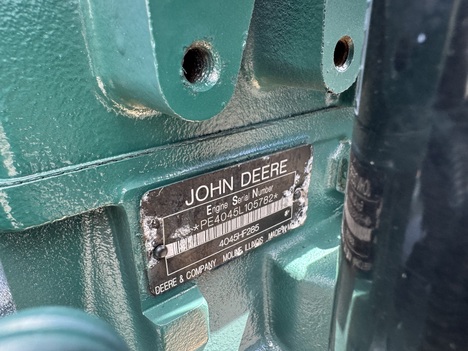 JOHN DEERE
Engine Serial Number
*PE4045L105782*
4045HF285
DEERE & COMPANY MOLINE, ILLINOIS MADE IN